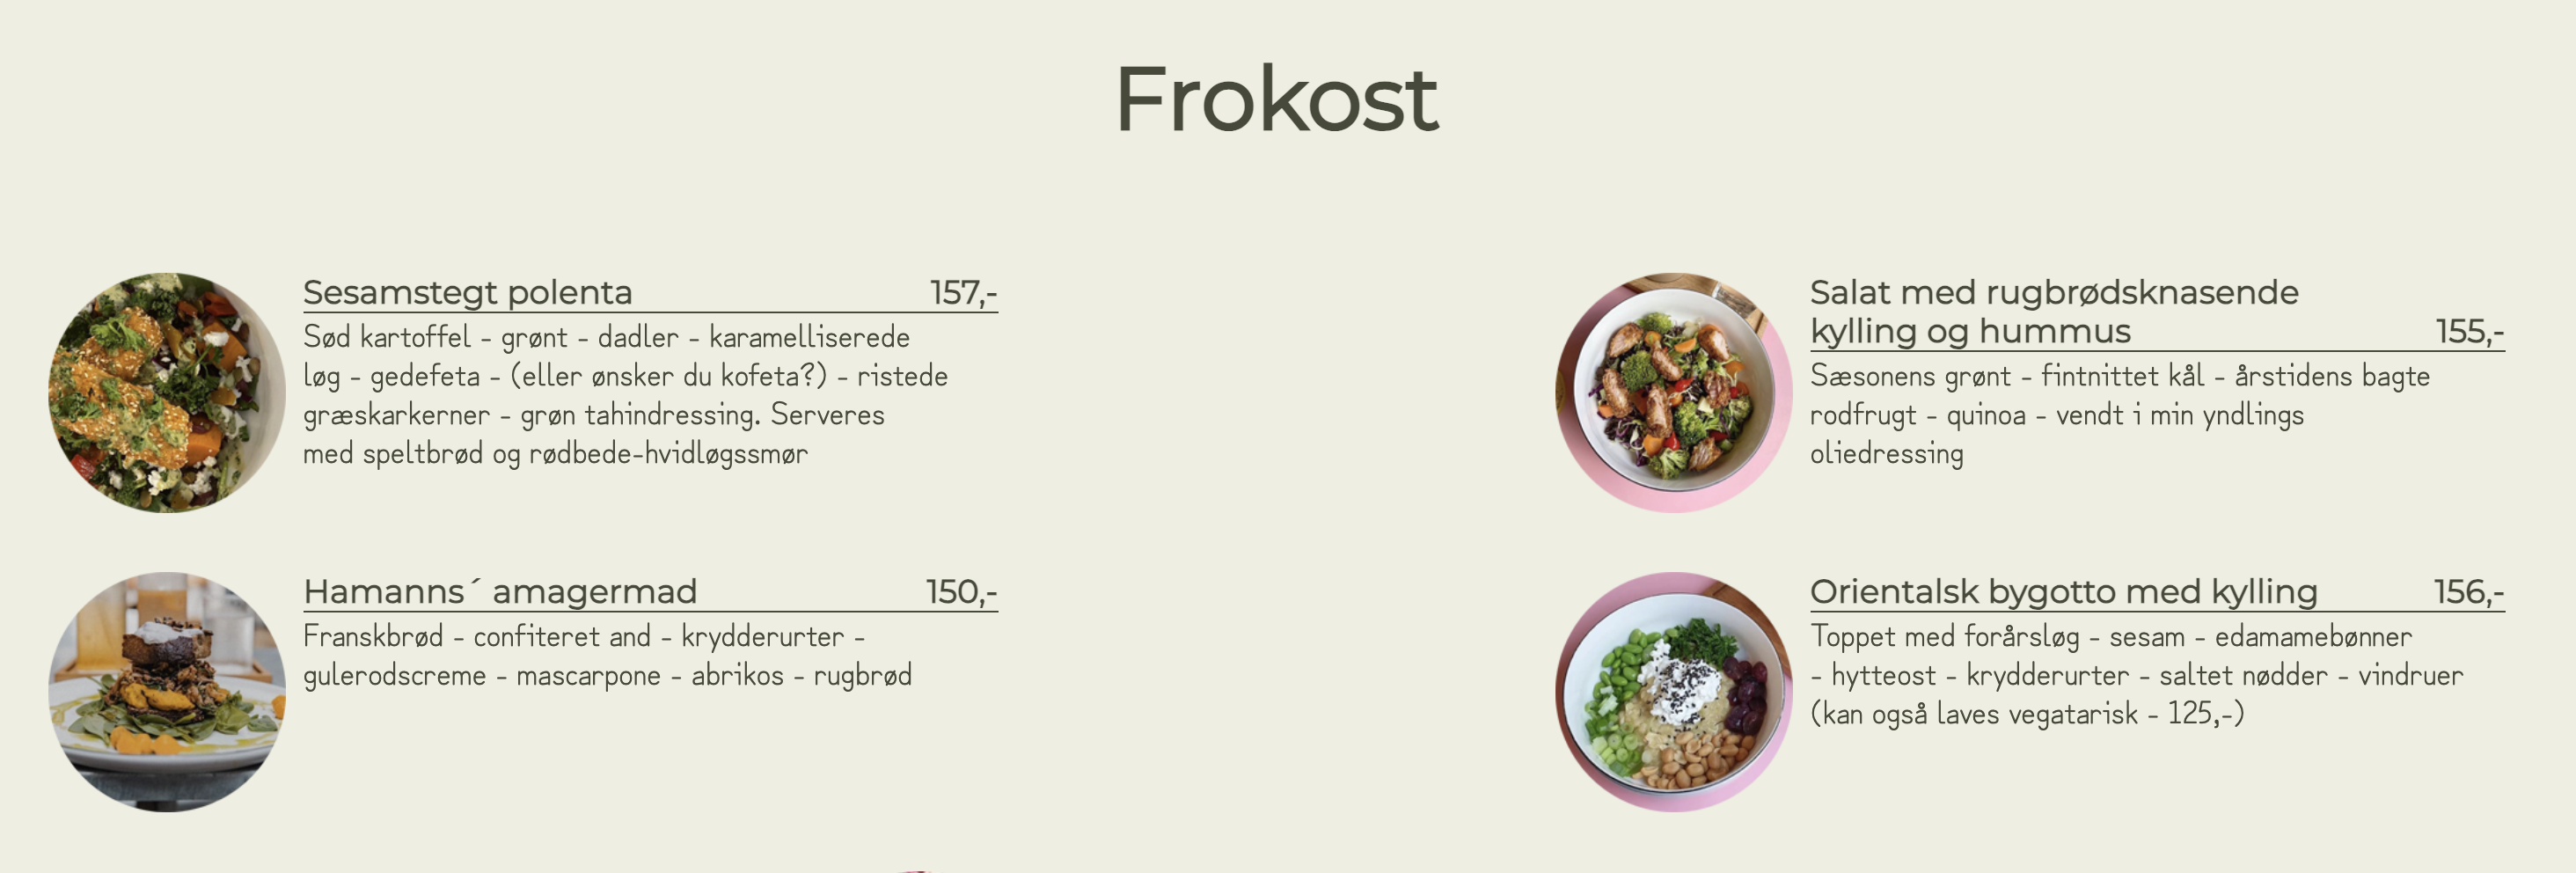 Frokost
Sesamstegt polenta 157,-
Sød kartoffel - grønt - dadler - karamelliserede
løg - gedefeta - (eller ønsker du kofeta?) - ristede
græskarkerner - grøn tahindressing. Serveres
med speltbrød og rødbede-hvidløgssmør
Salat med rugbrødsknasende
kylling og hummus 155,-
Sæsonens grønt - fintnittet kål - årstidens bagte
rodfrugt - quinoa - vendt i min yndlings
oliedressing
Hamanns´ amagermad 150,-
Franskbrød - confiteret and - krydderurter -
gulerodscreme - mascarpone - abrikos - rugbrød
Orientalsk bygotto med kylling 156,-
Toppet med forårsløg - sesam - edamamebønner
- hytteost - krydderurter - saltet nødder - vindruer
(kan også laves vegatarisk - 125,-)